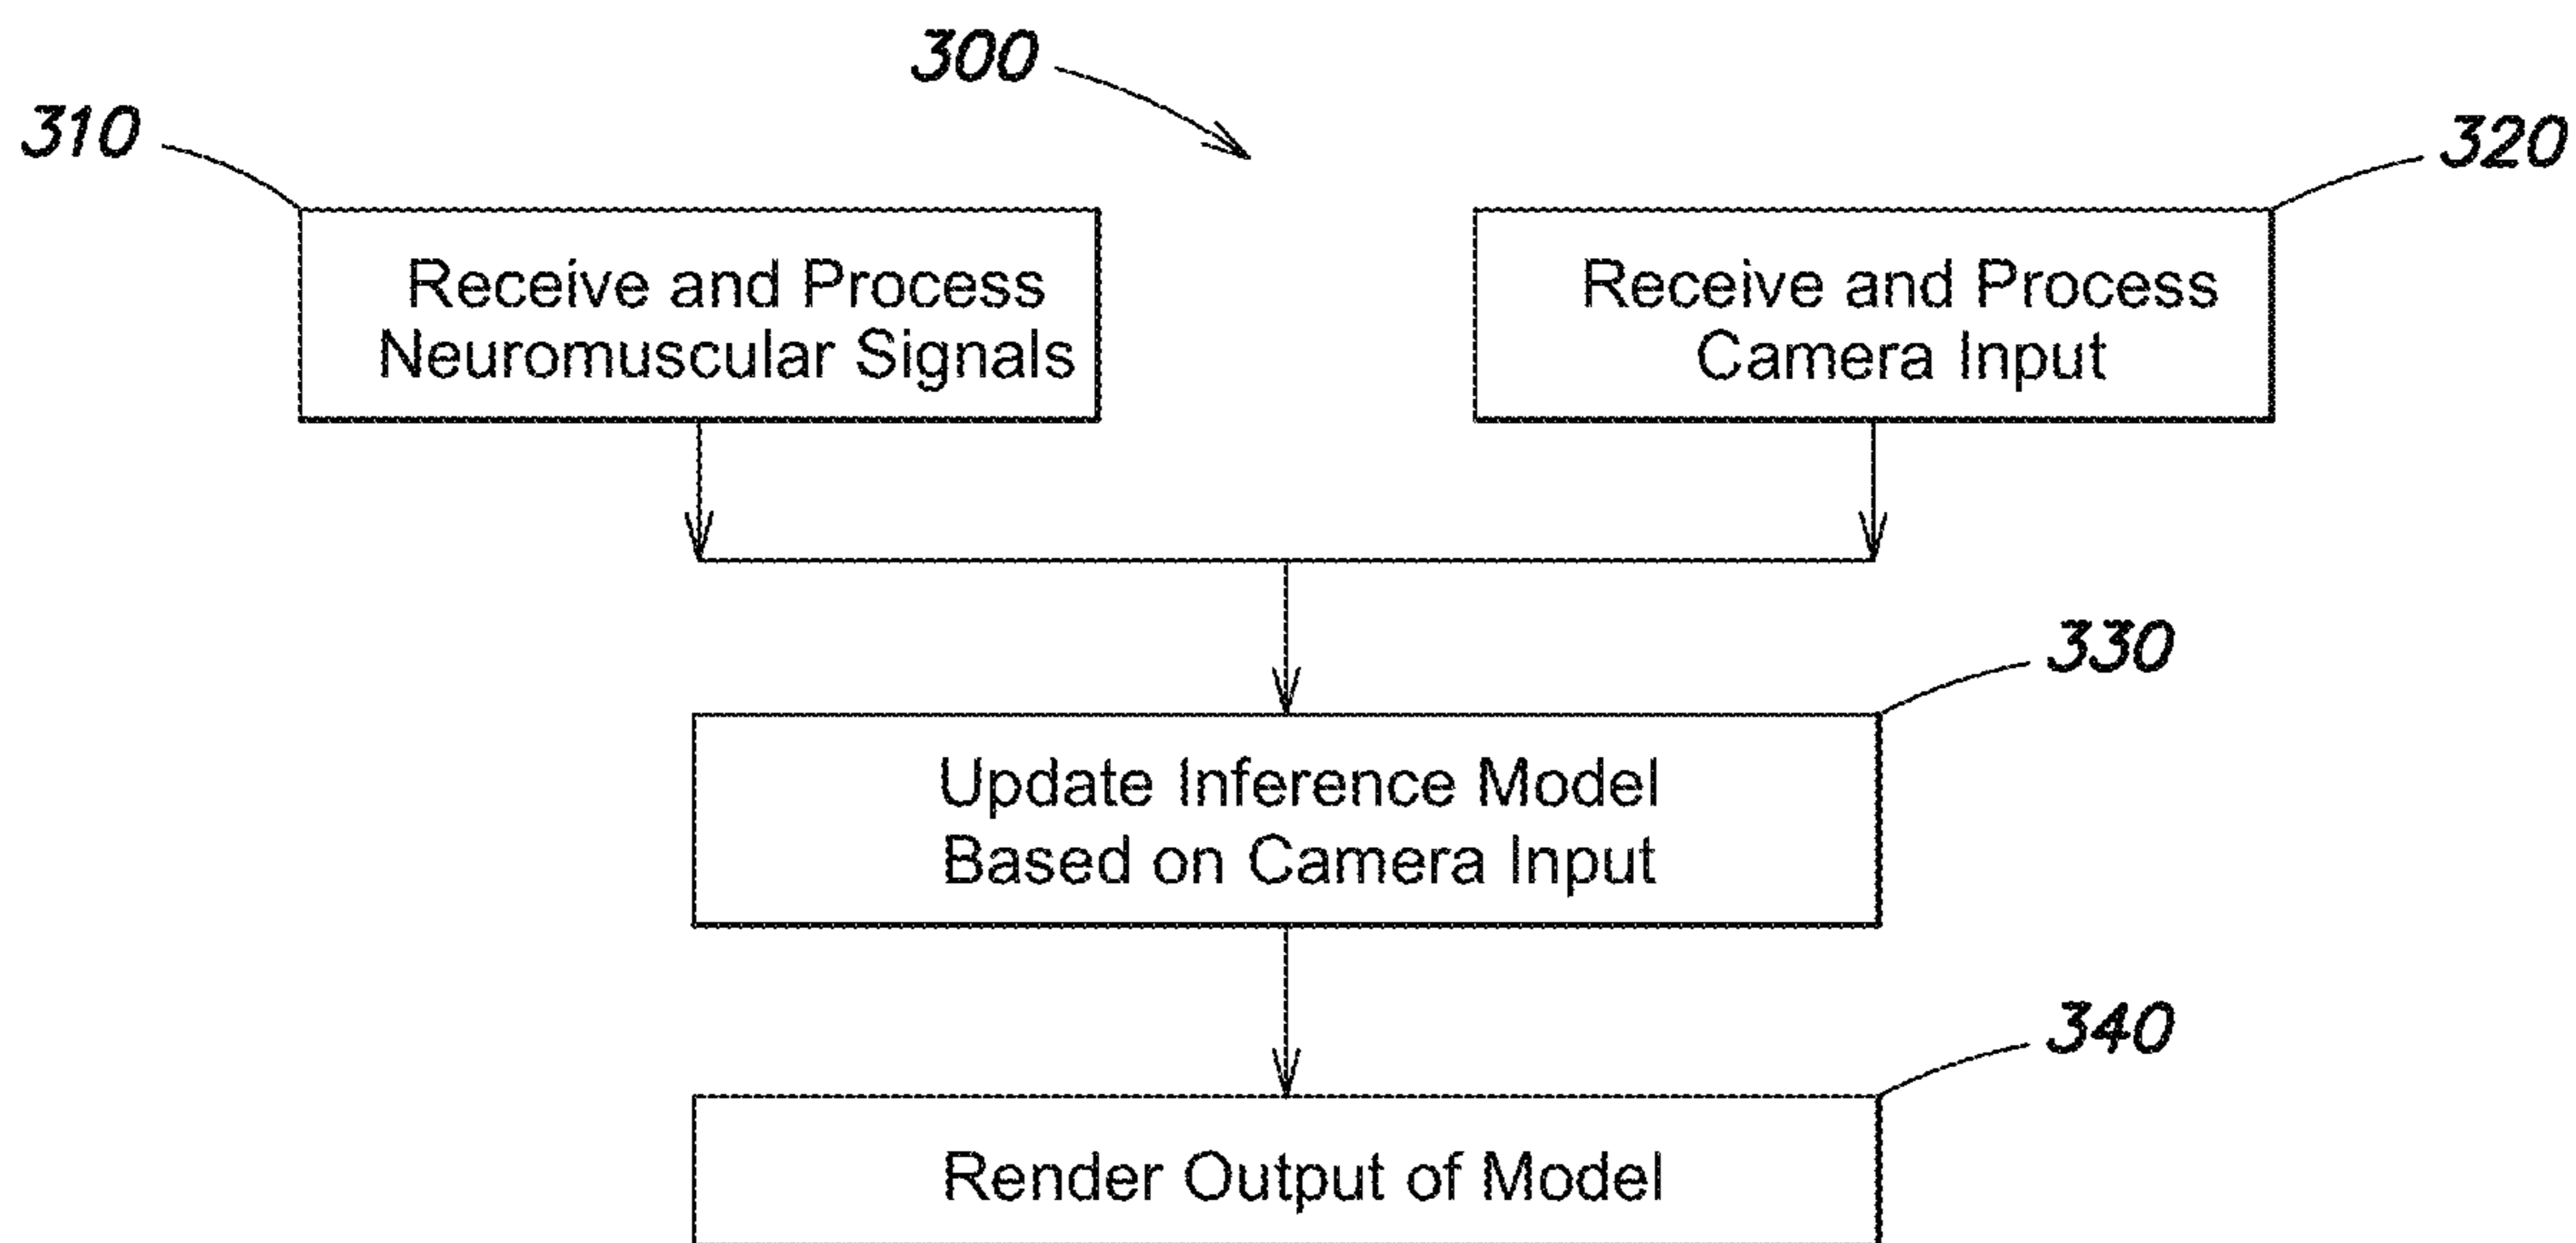 300
310
320
Receive and Process
Neuromuscular Signals
Receive and Process
Camera Input
330
Update Inference Model
Based on Camera Input
340
Render Output of Model